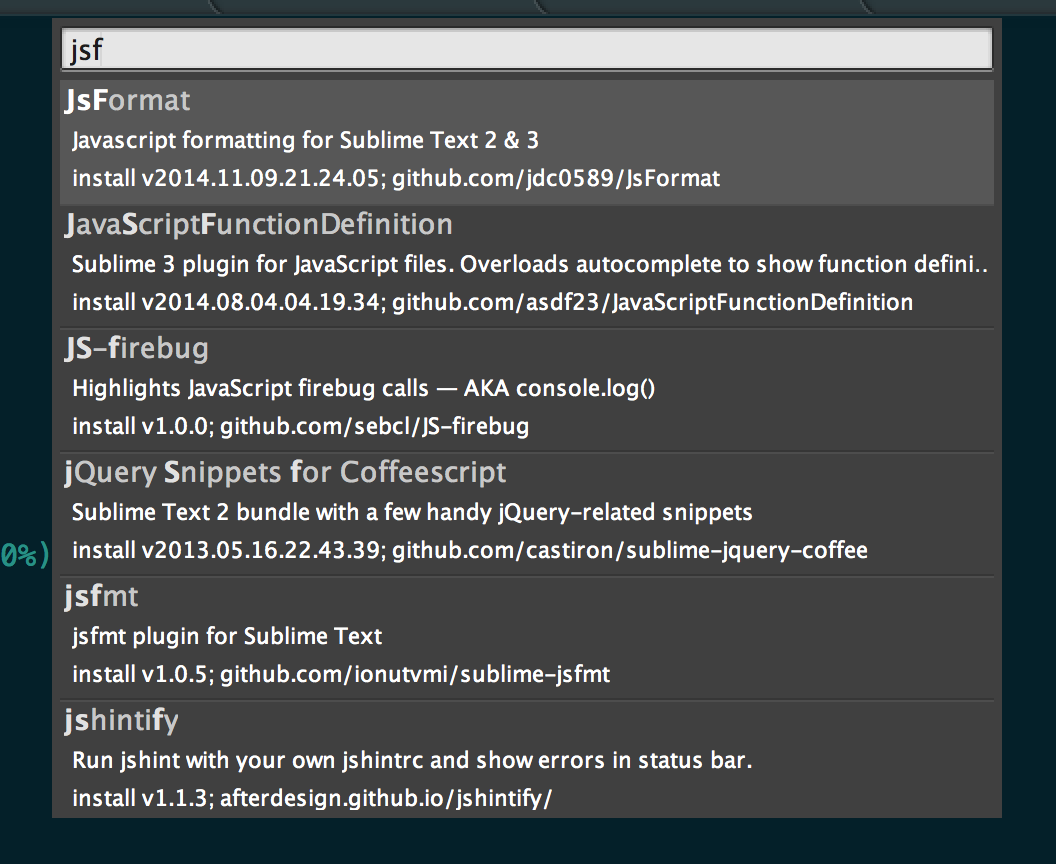 jsf
JsFormat
Javascript formatting for Sublime Text 2 & 3
install v2014.11.09.21.24.05; github.com/jdc0589/JsFormat
JavaScriptFunctionDefinition
Sublime 3 plugin for JavaScript files. Overloads autocomplete to show function defini..
install v2014.08.04.04.19.34; github.com/asdf23/JavaScriptFunctionDefinition
JS-firebug
Highlights JavaScript firebug calls — AKA console.log()
install v1.0.0; github.com/sebcl/JS-firebug
jQuery Snippets for Coffeescript
Sublime Text 2 bundle with a few handy jQuery-related snippets
install v2013.05.16.22.43.39; github.com/castiron/sublime-jquery-coffee
0%)
jsfmt
jsfmt plugin for Sublime Text
install v1.0.5; github.com/ionutvmi/sublime-jsfmt
jshintify
Run jshint with your own jshintrc and show errors in status bar.
install v1.1.3; afterdesign.github.io/jshintify/